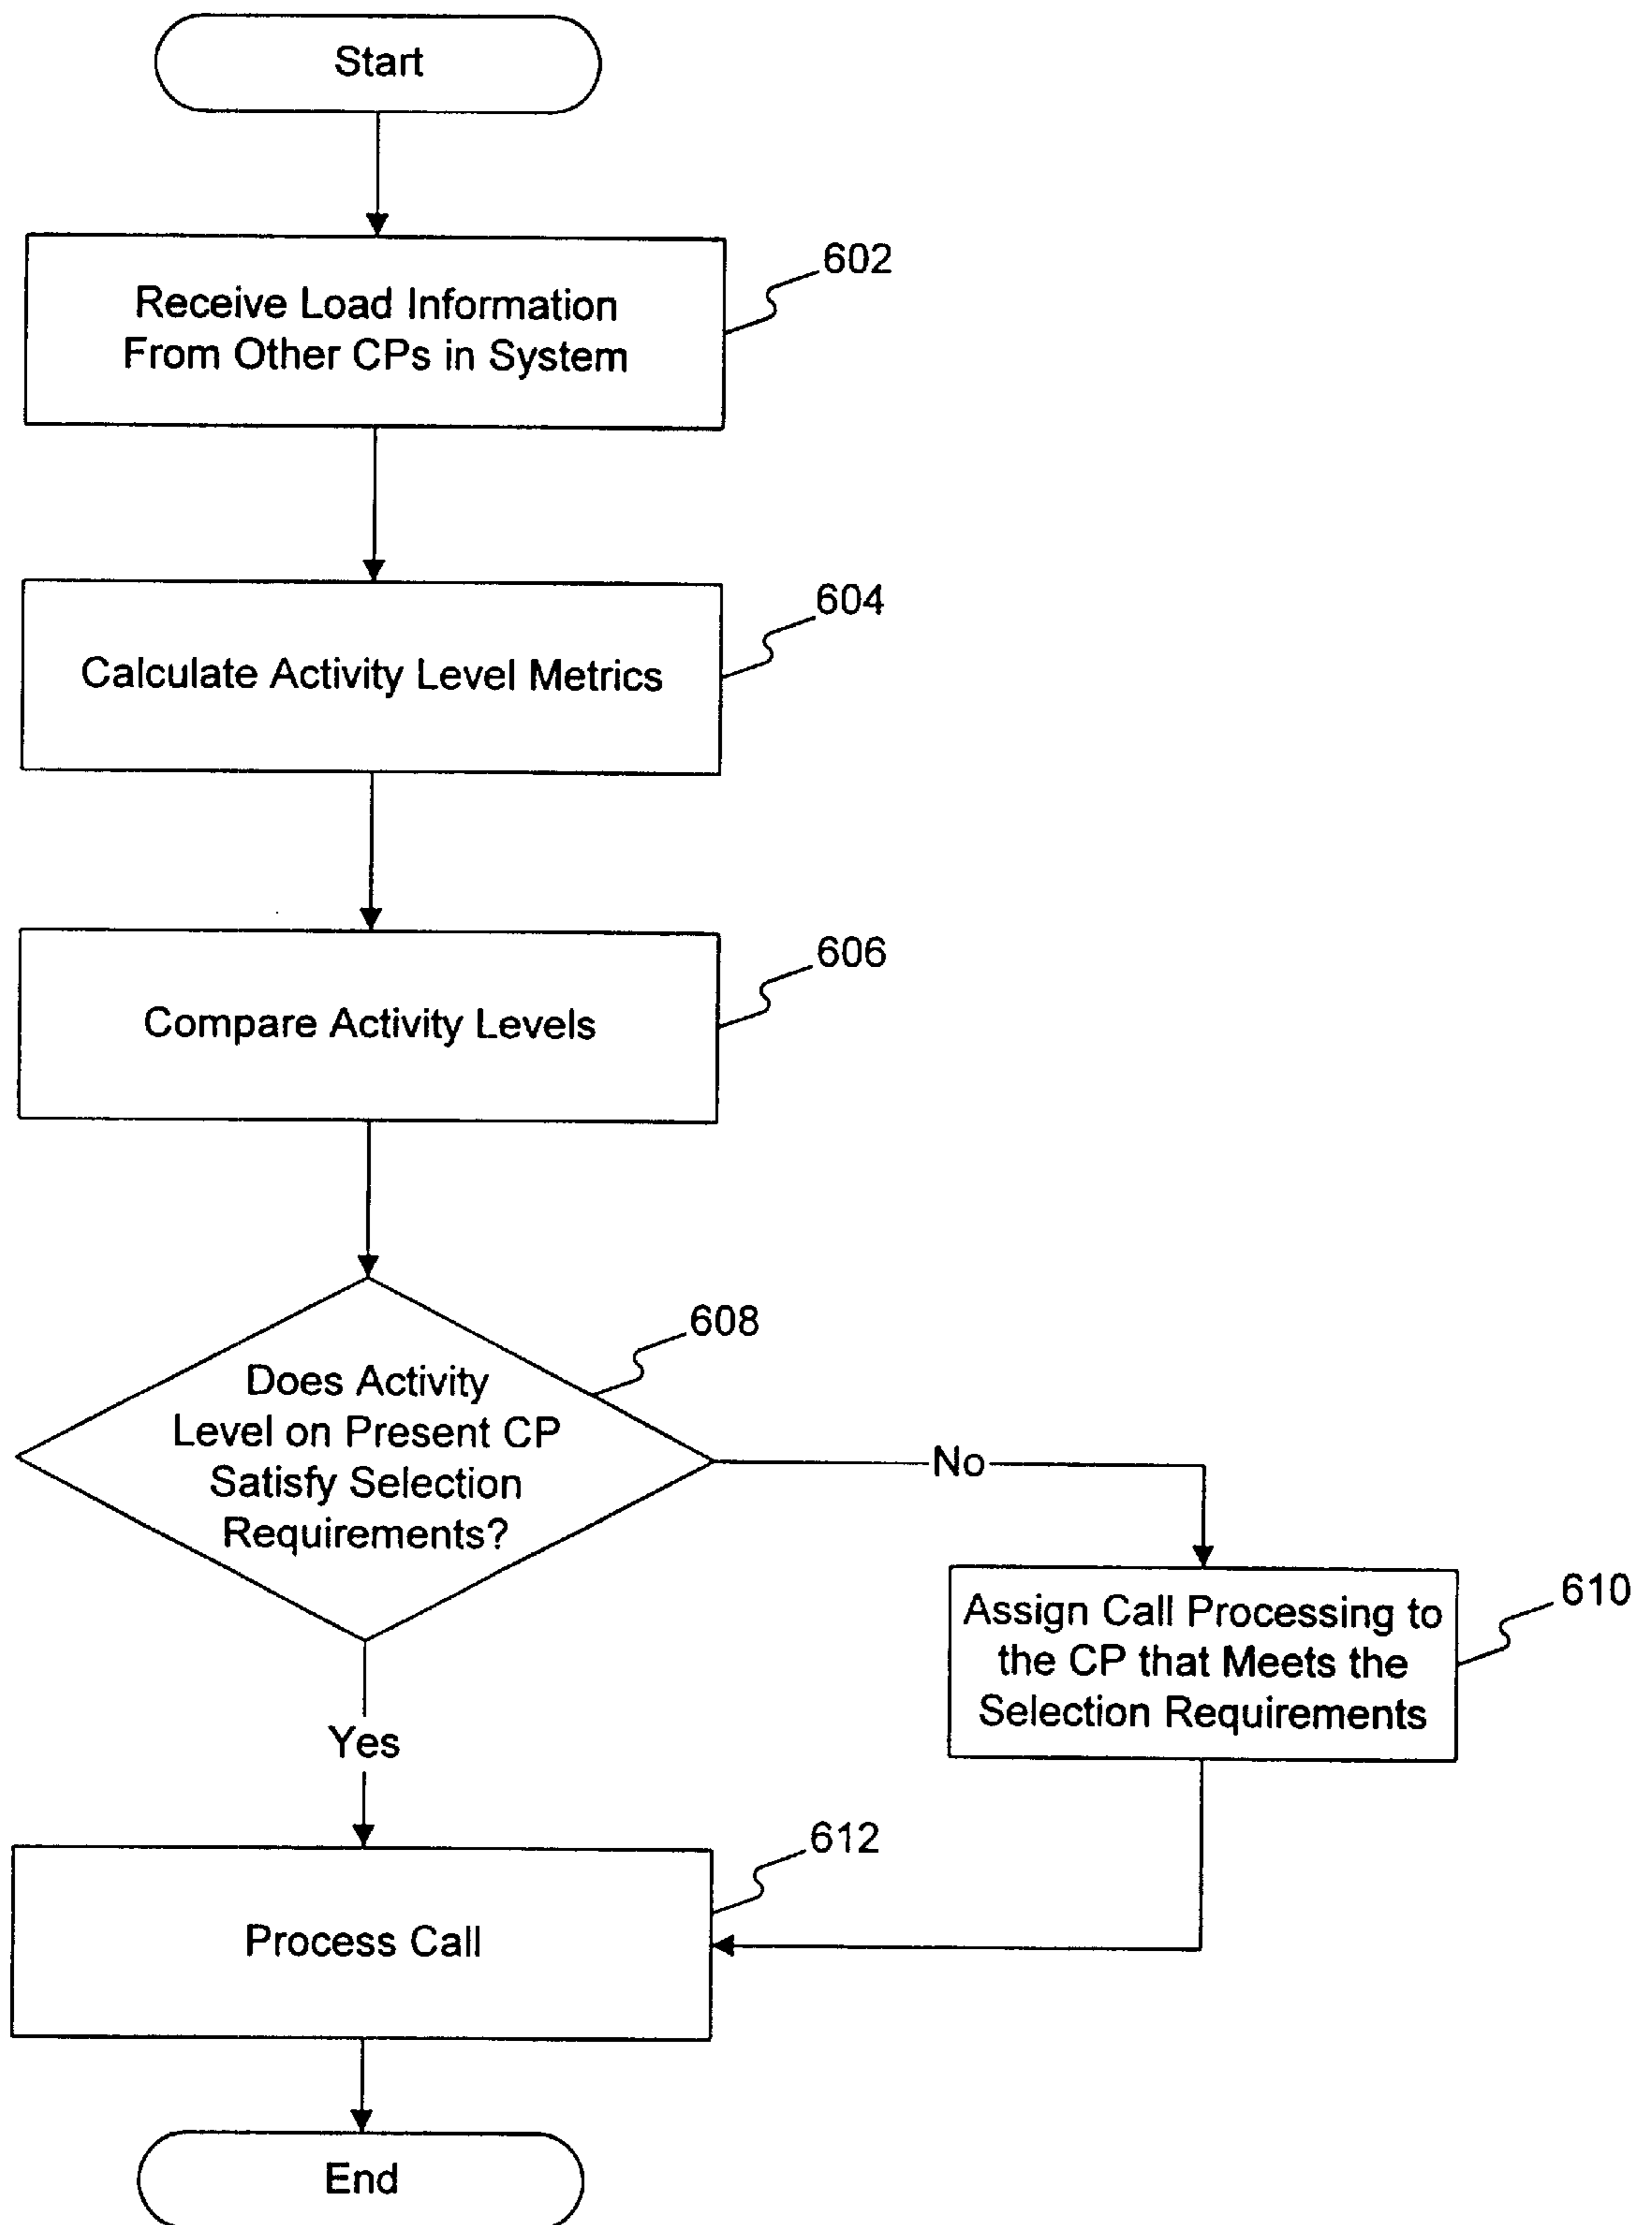 Start
602
Receive Load Information
From Other CPs in System
604
Calculate Activity Level Metrics
606
Compare Activity Levels
608
Does Activity
Level on Present CP
Satisfy Selection
Requirements?
No
610
Assign Call Processing to
the CP that Meets the
Selection Requirements
Yes
612
Process Call
End